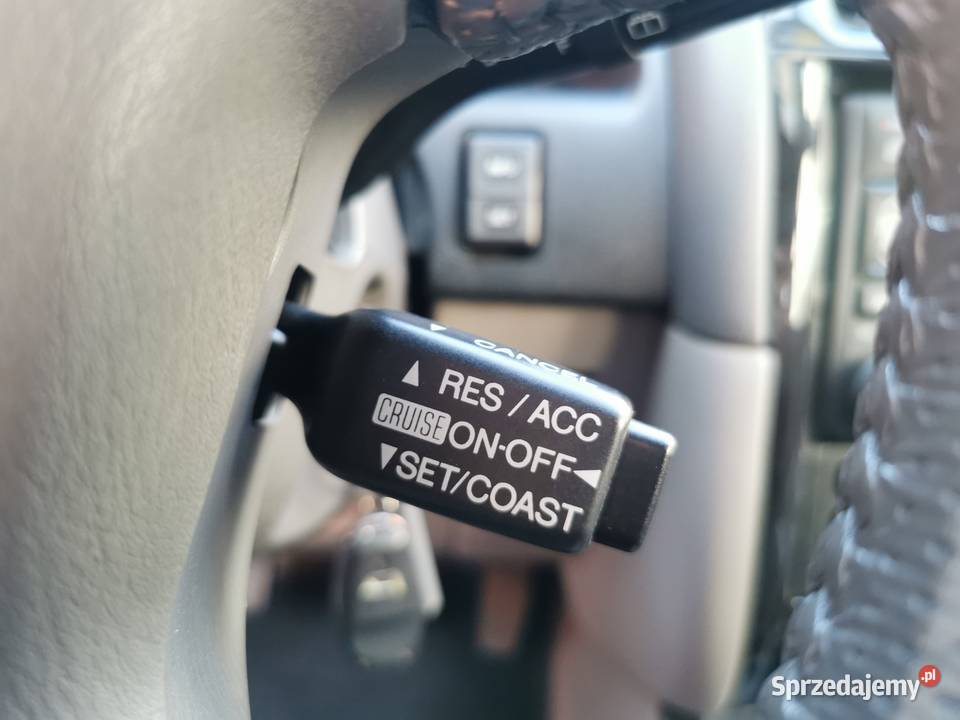 ▼ CANCEL
▲ RES / ACC
CRUISE ON·OFF ◀
▼SET/COAST
Sprzedajemy.pl